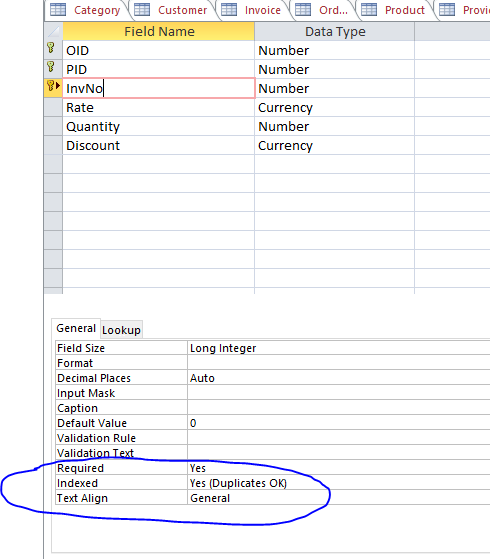 Category Customer Invoice Ord... Product Provi
Field Name Data Type
OID Number
PID Number
InvNo Number
Rate Currency
Quantity Number
Discount Currency
General Lookup
Field Size Long Integer
Format
Decimal Places Auto
Input Mask
Caption
Default Value 0
Validation Rule
Validation Text
Required Yes
Indexed Yes (Duplicates OK)
Text Align General